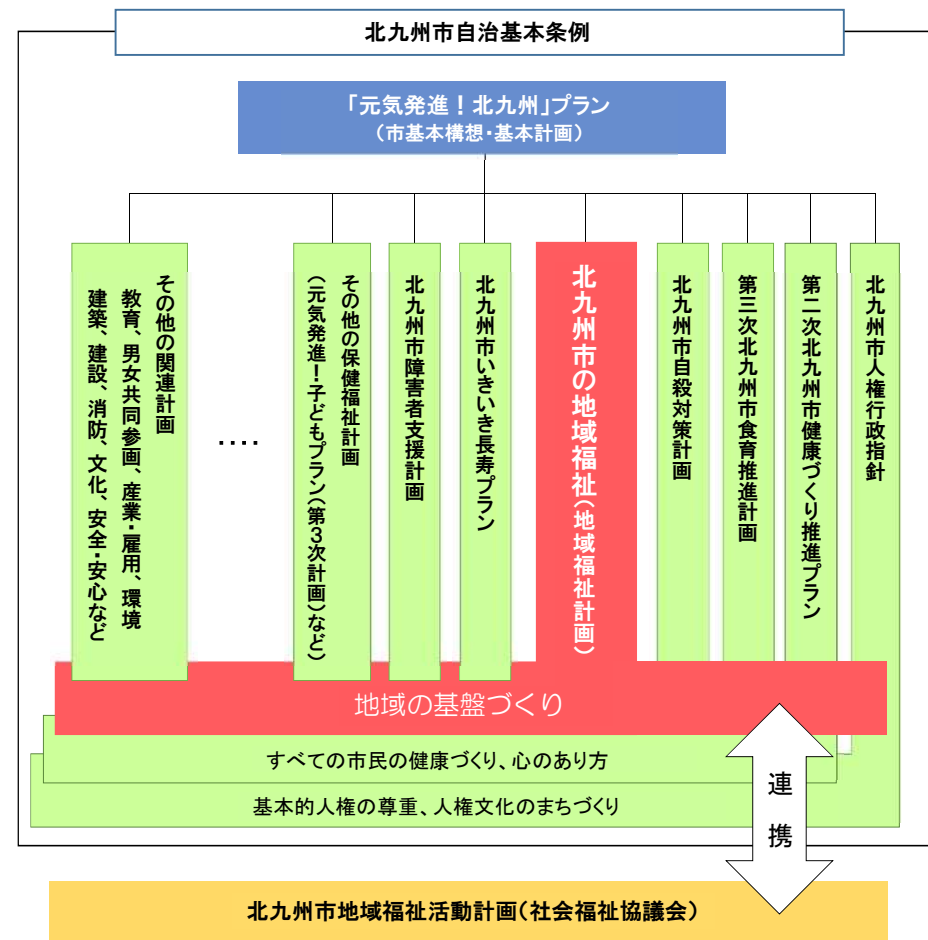 北九州市自治基本条例
「元気発進！北九州」プラン
（市基本構想・基本計画）
その他の関連計画
教育、男女共同参画、産業・雇用、環境
建築、建設、消防、文化、安全・安心など
‥‥
その他の保健福祉計画
（元気発進！子どもプラン（第３次計画）など）
北九州市障害者支援計画
北九州市いきいき長寿プラン
北九州市の地域福祉（地域福祉計画）
北九州市自殺対策計画
第三次北九州市食育推進計画
第二次北九州市健康づくり推進プラン
北九州市人権行政指針
地域の基盤づくり
すべての市民の健康づくり、心のあり方
基本的人権の尊重、人権文化のまちづくり
連
携
北九州市地域福祉活動計画（社会福祉協議会）